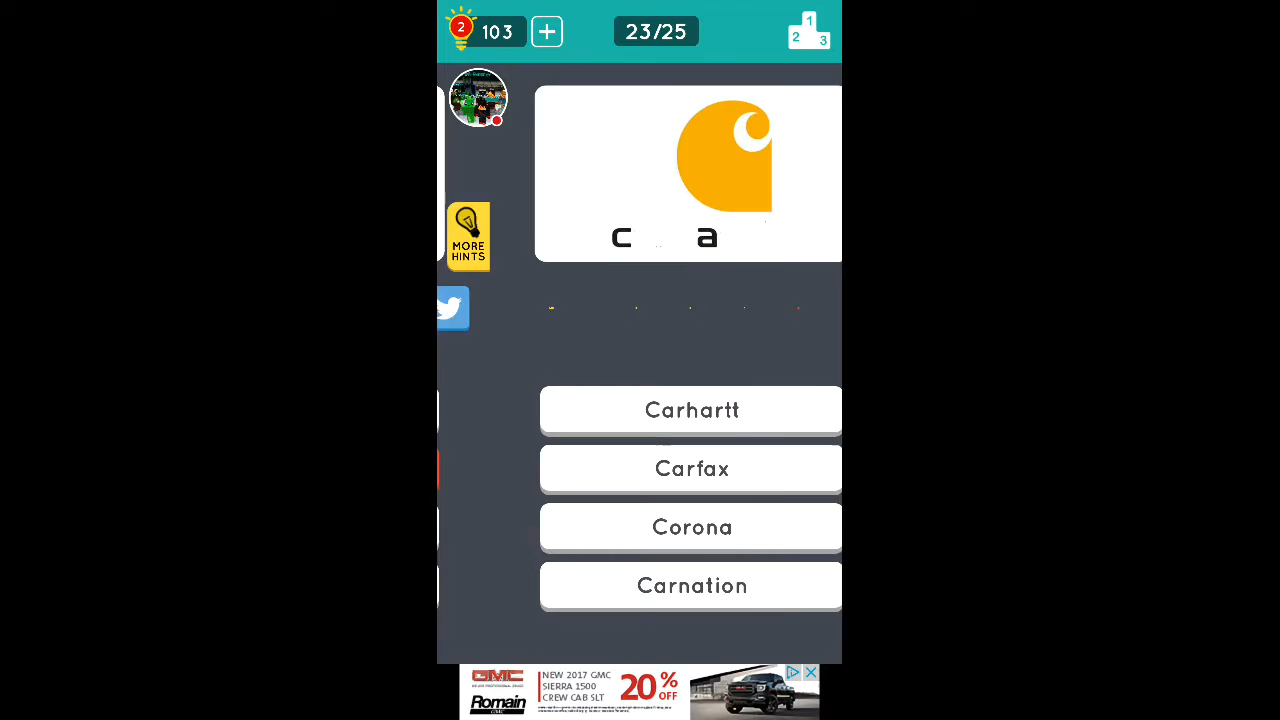 2 103 + 23/25 1 2 3
c a
MORE
HINTS
Carhartt
Carfax
Corona
Carnation
GMC
Romain
NEW 2017 GMC
SIERRA 1500
CREW CAB SLT
20% OFF